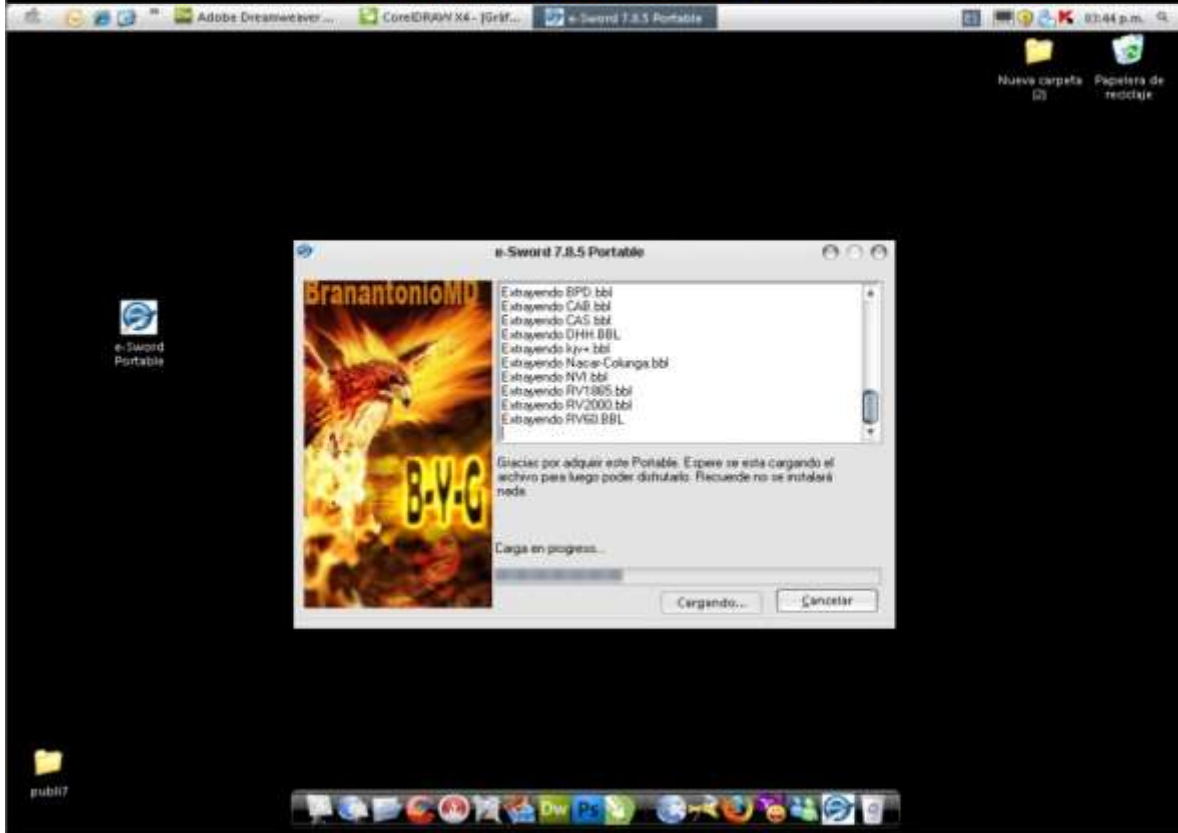 Adobe Dreamweaver ...
CorelDRAW X4 - [Gráf...
e-Sword 7.8.5 Portable
03:44 p.m.
Nueva carpeta
(2)
Papelera de
reciclaje
e-Sword
Portable
e-Sword 7.8.5 Portable
BranantonioMD
B-Y-G
Extrayendo BPD.bbl
Extrayendo CAB.bbl
Extrayendo CAS.bbl
Extrayendo DHH.BBL
Extrayendo kjv+.bbl
Extrayendo Nacar-Colunga.bbl
Extrayendo NVI.bbl
Extrayendo RV1865.bbl
Extrayendo RV2000.bbl
Extrayendo RV60.BBL
Gracias por adquirir este Portable. Espere se esta cargando el
archivo para luego poder disfrutarlo. Recuerde no se instalará
nada.
Carga en progress...
Cargando...
Cancelar
publi7
Dw
Ps